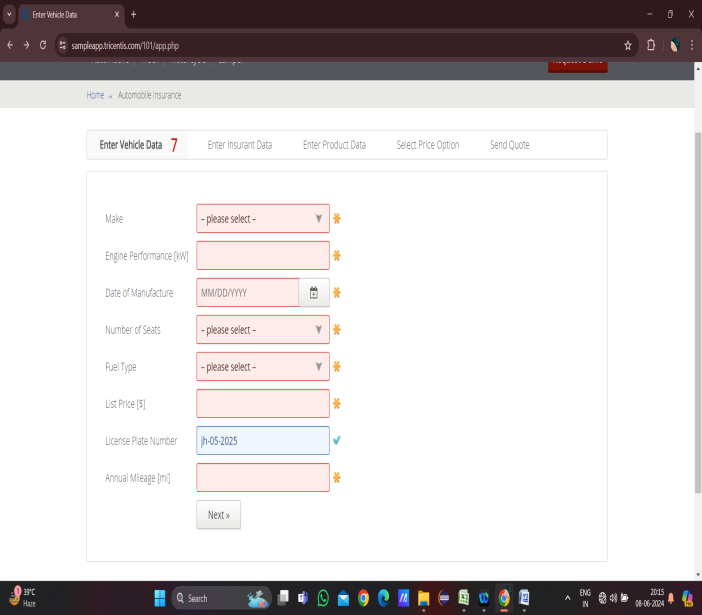 Enter Vehicle Data
sampleapp.tricentis.com/101/app.php
Home
Automobile Insurance
Enter Vehicle Data 7
Enter Insurant Data
Enter Product Data
Select Price Option
Send Quote
Make
– please select –
Engine Performance [kW]
Date of Manufacture
MM/DD/YYYY
Number of Seats
– please select –
Fuel Type
– please select –
List Price [$]
License Plate Number
jh-05-2025
Annual Mileage [mi]
Next »
1
39°C
Haze
Search
ENG
IN
20:15
08-06-2024